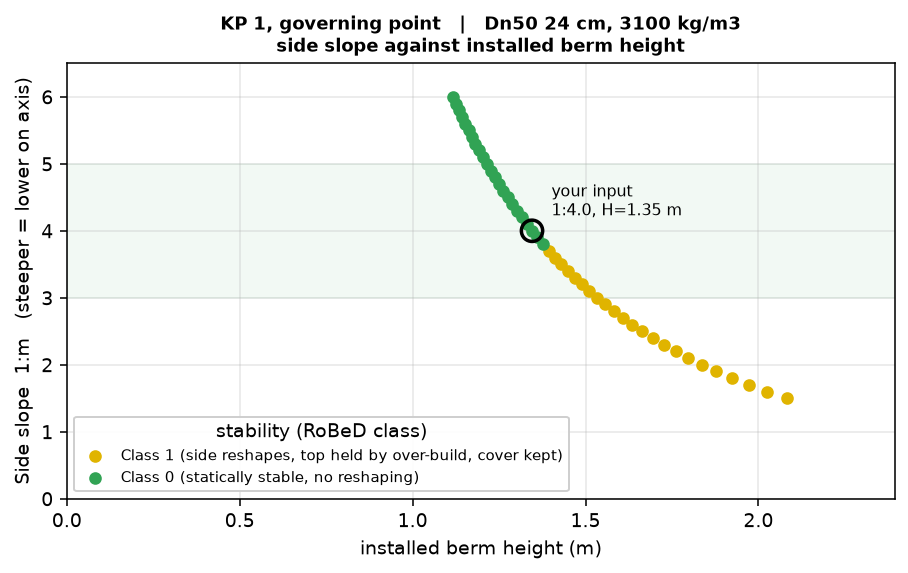 KP 1, governing point   |   Dn50 24 cm, 3100 kg/m3
side slope against installed berm height
Side slope  1:m   (steeper = lower on axis)
6
5
4
3
2
1
0
your input
1:4.0, H=1.35 m
stability (RoBeD class)
Class 1 (side reshapes, top held by over-build, cover kept)
Class 0 (statically stable, no reshaping)
0.0 0.5 1.0 1.5 2.0
installed berm height (m)